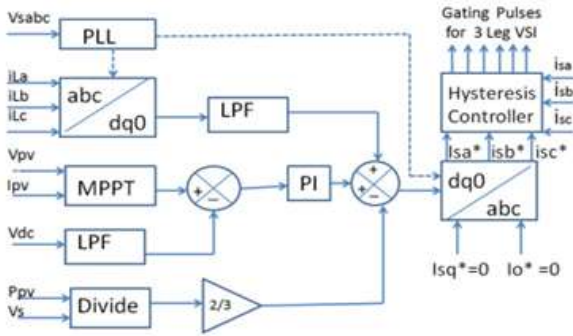 Gating Pulses
for 3 Leg VSI
Vsabc
PLL
iLa
iLb
iLc
abc
dq0
LPF
Hysteresis
Controller
isa
isb
isc
Isa* isb* isc*
Vpv
Ipv
MPPT
+
−
PI
+
+
−
dq0
abc
Vdc
LPF
Isq*=0 Io*=0
Ppv
Vs
Divide
2/3